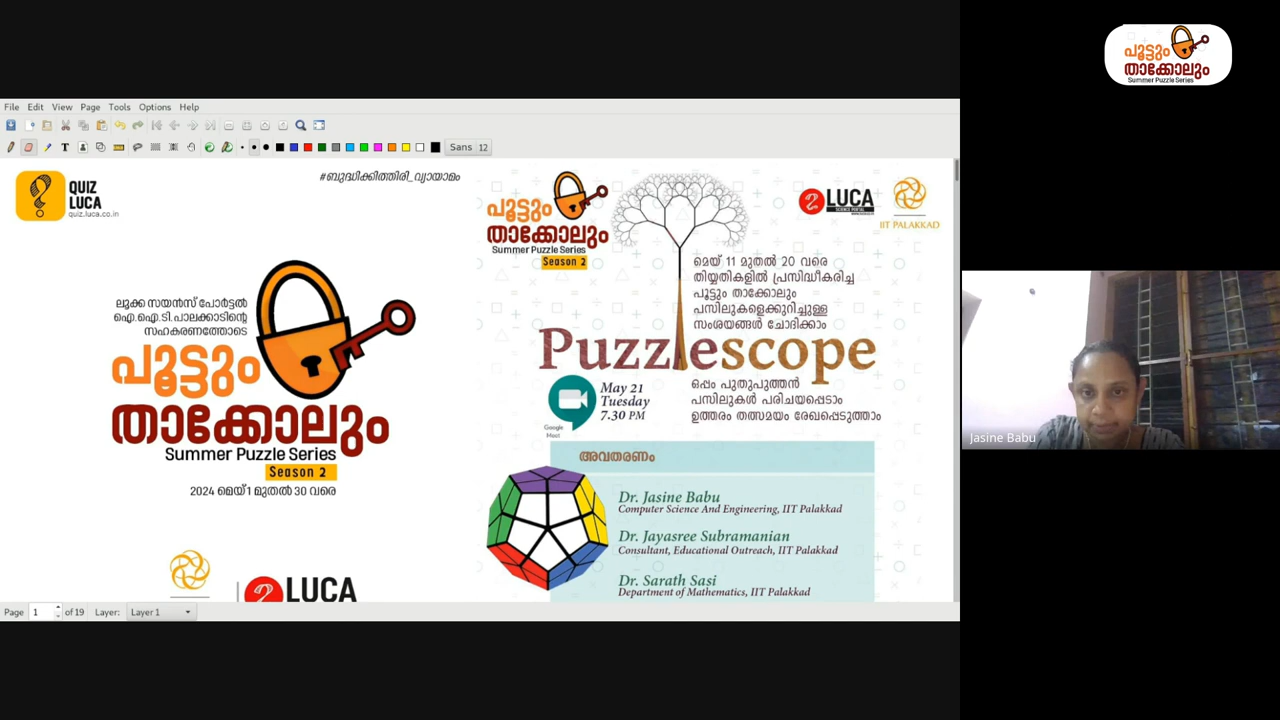 പൂട്ടും
താക്കോലും
Summer Puzzle Series
File Edit View Page Tools Options Help
Sans 12
QUIZ
LUCA
quiz.luca.co.in
#ബുദ്ധിക്കിത്തിരി_വ്യായാമം
ലൂക്ക സയൻസ് പോർട്ടൽ
ഐ.ഐ.ടി.പാലക്കാടിന്റെ
സഹകരണത്തോടെ
പൂട്ടും
താക്കോലും
Summer Puzzle Series
Season 2
2024 മെയ് 1 മുതൽ 30 വരെ
LUCA
പൂട്ടും
താക്കോലും
Summer Puzzle Series
Season 2
LUCA
IIT PALAKKAD
മെയ് 11 മുതൽ 20 വരെ
തിയ്യതികളിൽ പ്രസിദ്ധീകരിച്ച
പൂട്ടും താക്കോലും
പസിലുകളെക്കുറിച്ചുള്ള
സംശയങ്ങൾ ചോദിക്കാം
Puzzlescope
May 21
Tuesday
7.30 PM
Google
Meet
ഒപ്പം പുതുപുത്തൻ
പസിലുകൾ പരിചയപ്പെടാം
ഉത്തരം തത്സമയം രേഖപ്പെടുത്താം
അവതരണം
Dr. Jasine Babu
Computer Science And Engineering, IIT Palakkad
Dr. Jayasree Subramanian
Consultant, Educational Outreach, IIT Palakkad
Dr. Sarath Sasi
Department of Mathematics, IIT Palakkad
Page 1 of 19 Layer: Layer 1
Jasine Babu